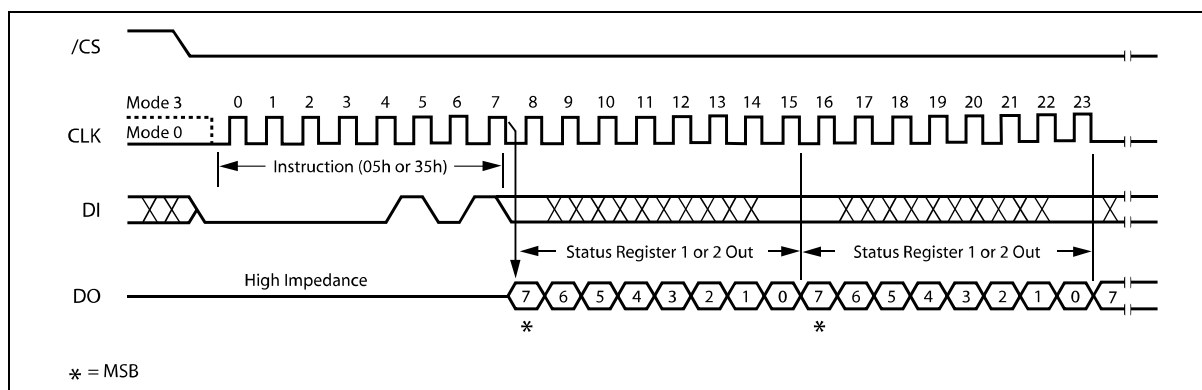 /CS
Mode 3
0 1 2 3 4 5 6 7 8 9 10 11 12 13 14 15 16 17 18 19 20 21 22 23
CLK
Mode 0
Instruction (05h or 35h)
DI
Status Register 1 or 2 Out
Status Register 1 or 2 Out
High Impedance
DO
7 6 5 4 3 2 1 0 7 6 5 4 3 2 1 0 7
* *
* = MSB